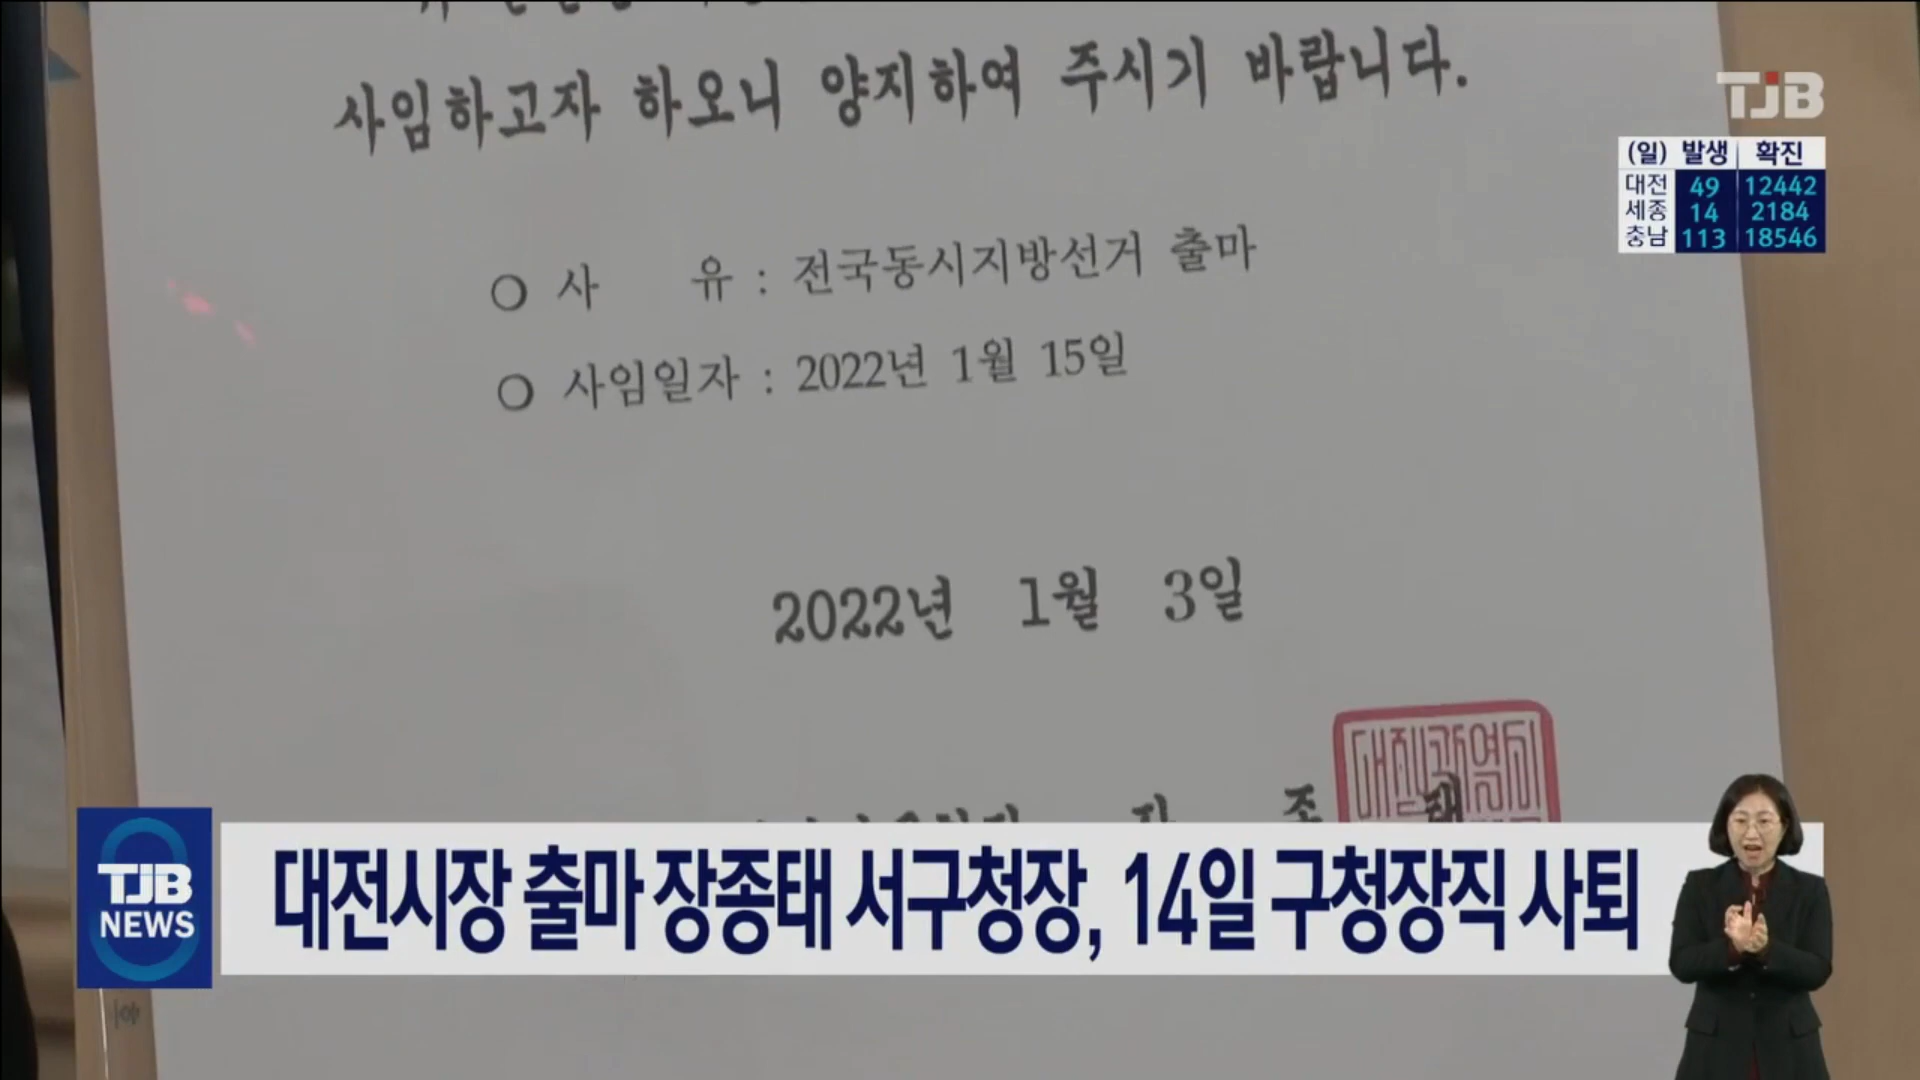 사임하고자 하오니 양지하여 주시기 바랍니다.
TJB
(일) 발생 확진
대전 49 12442
세종 14 2184
충남 113 18546
○ 사 유 : 전국동시지방선거 출마
○ 사임일자 : 2022년 1월 15일
2022년 1월 3일
TJB
NEWS
대전시장 출마 장종태 서구청장, 14일 구청장직 사퇴